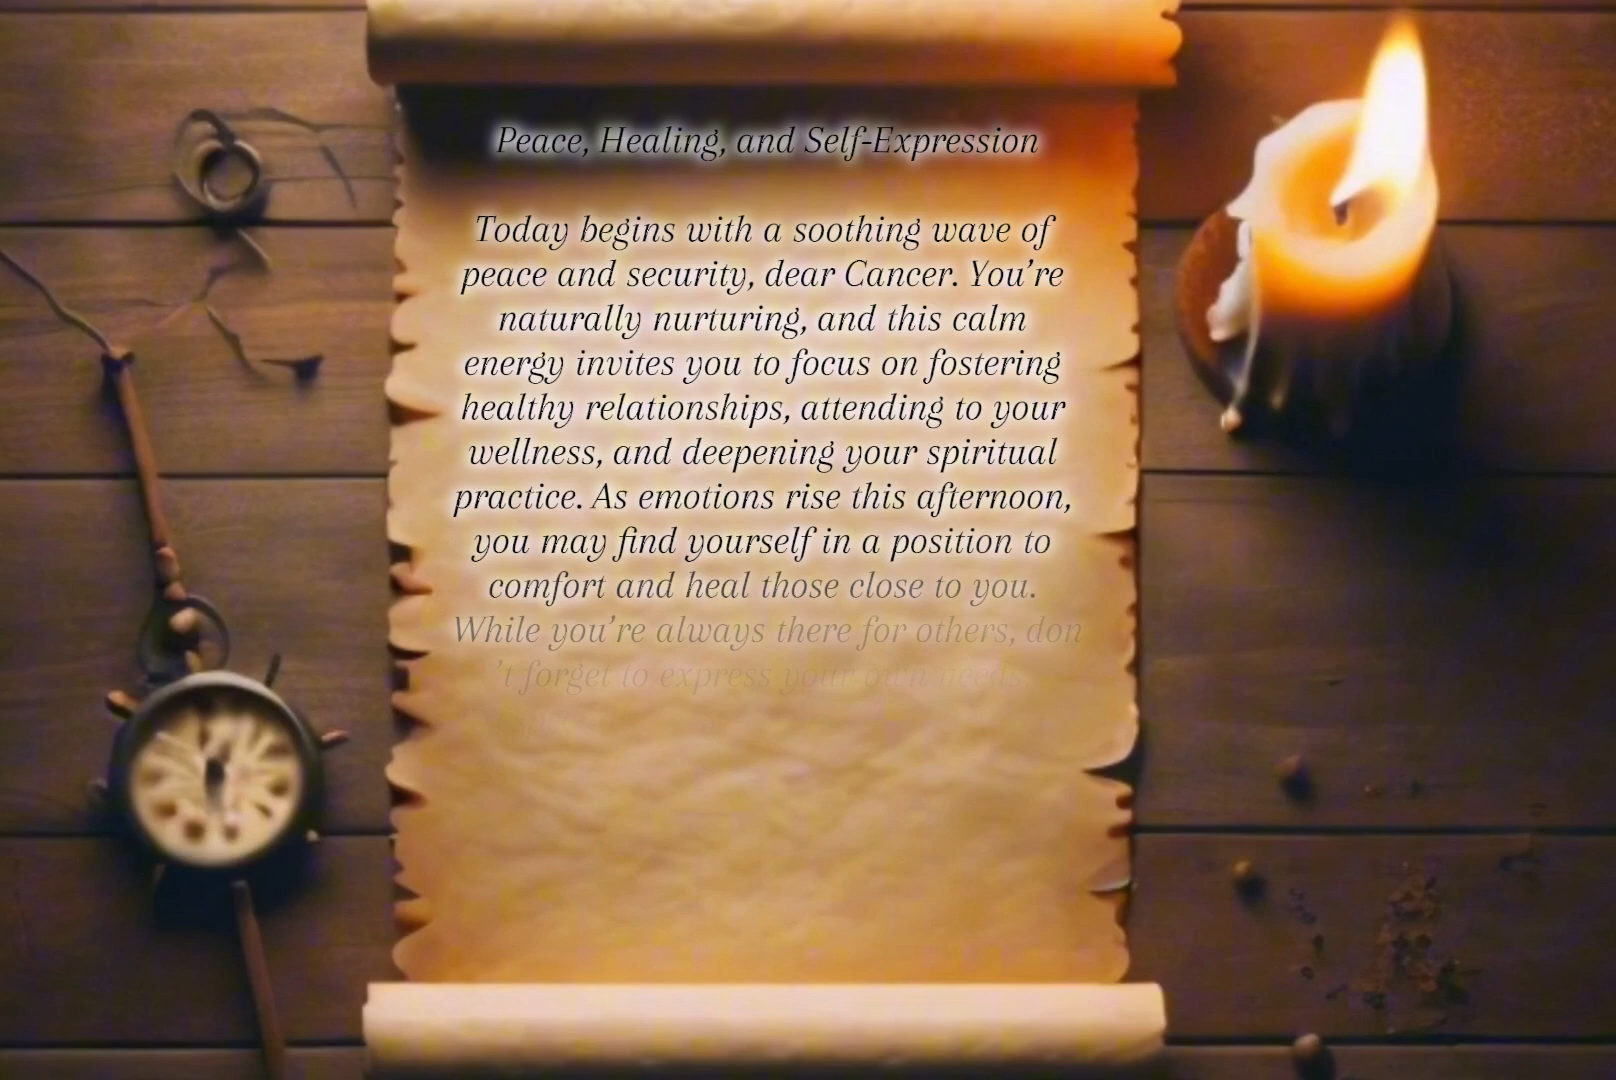 Peace, Healing, and Self-Expression
Today begins with a soothing wave of
peace and security, dear Cancer. You’re
naturally nurturing, and this calm
energy invites you to focus on fostering
healthy relationships, attending to your
wellness, and deepening your spiritual
practice. As emotions rise this afternoon,
you may find yourself in a position to
comfort and heal those close to you.
While you’re always there for others, don
’t forget to express your own needs.